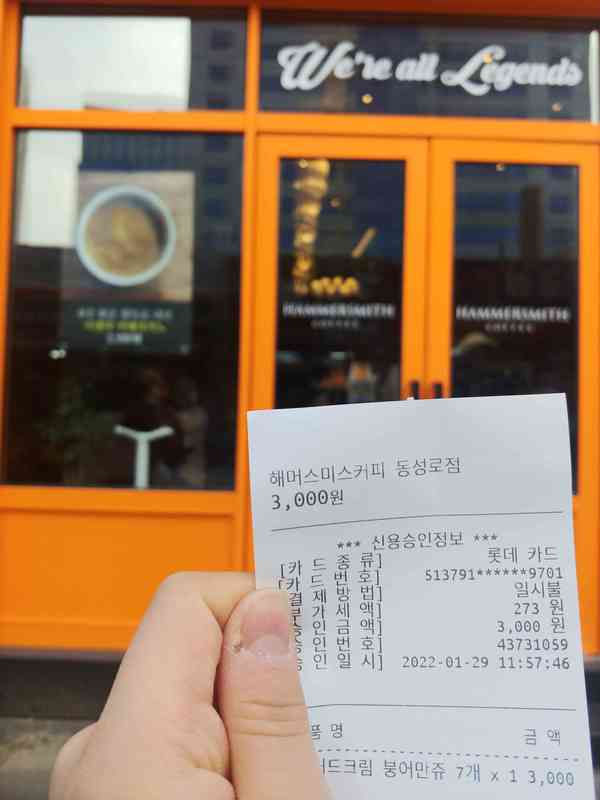 We're all Legends
HAMMERSMITH
COFFEE
HAMMERSMITH
COFFEE
해머스미스커피 동성로점
3,000원
*** 신용승인정보 ***
[카 드 종 류] 롯데 카드
[카 드 번 호] 513791******9701
결 제 방 법] 일시불
가 세 액] 273 원
인 금 액] 3,000 원
인 번 호] 43731059
인 일 시] 2022-01-29 11:57:46
품 명 금 액
드크림 붕어만쥬 7개 x 1 3,000